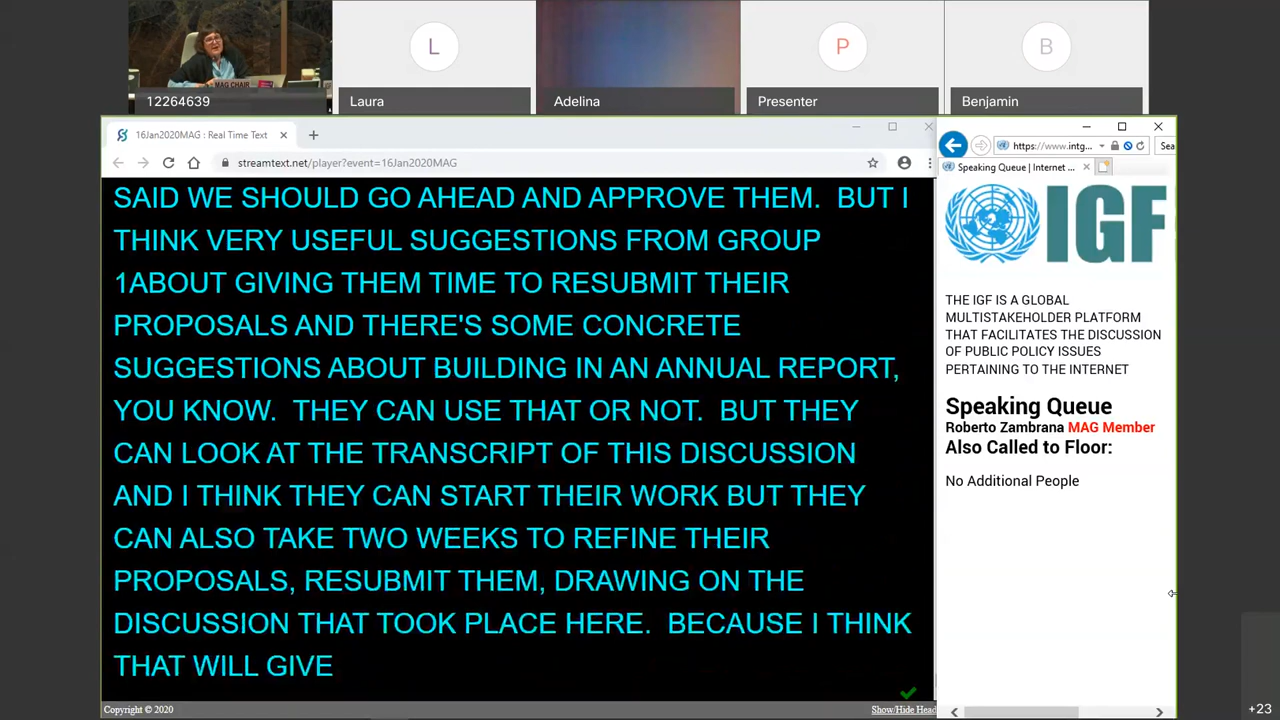 L
P
B
MAG CHAIR
12264639
Laura
Adelina
Presenter
Benjamin
16Jan2020MAG : Real Time Text
streamtext.net/player?event=16Jan2020MAG
SAID WE SHOULD GO AHEAD AND APPROVE THEM.  BUT I
THINK VERY USEFUL SUGGESTIONS FROM GROUP
1ABOUT GIVING THEM TIME TO RESUBMIT THEIR
PROPOSALS AND THERE'S SOME CONCRETE
SUGGESTIONS ABOUT BUILDING IN AN ANNUAL REPORT,
YOU KNOW.  THEY CAN USE THAT OR NOT.  BUT THEY
CAN LOOK AT THE TRANSCRIPT OF THIS DISCUSSION
AND I THINK THEY CAN START THEIR WORK BUT THEY
CAN ALSO TAKE TWO WEEKS TO REFINE THEIR
PROPOSALS, RESUBMIT THEM, DRAWING ON THE
DISCUSSION THAT TOOK PLACE HERE.  BECAUSE I THINK
THAT WILL GIVE
Copyright © 2020
Show/Hide Head
https://www.intg...
Sea
Speaking Queue | Internet ...
IGF
THE IGF IS A GLOBAL
MULTISTAKEHOLDER PLATFORM
THAT FACILITATES THE DISCUSSION
OF PUBLIC POLICY ISSUES
PERTAINING TO THE INTERNET
Speaking Queue
Roberto Zambrana MAG Member
Also Called to Floor:
No Additional People
+23